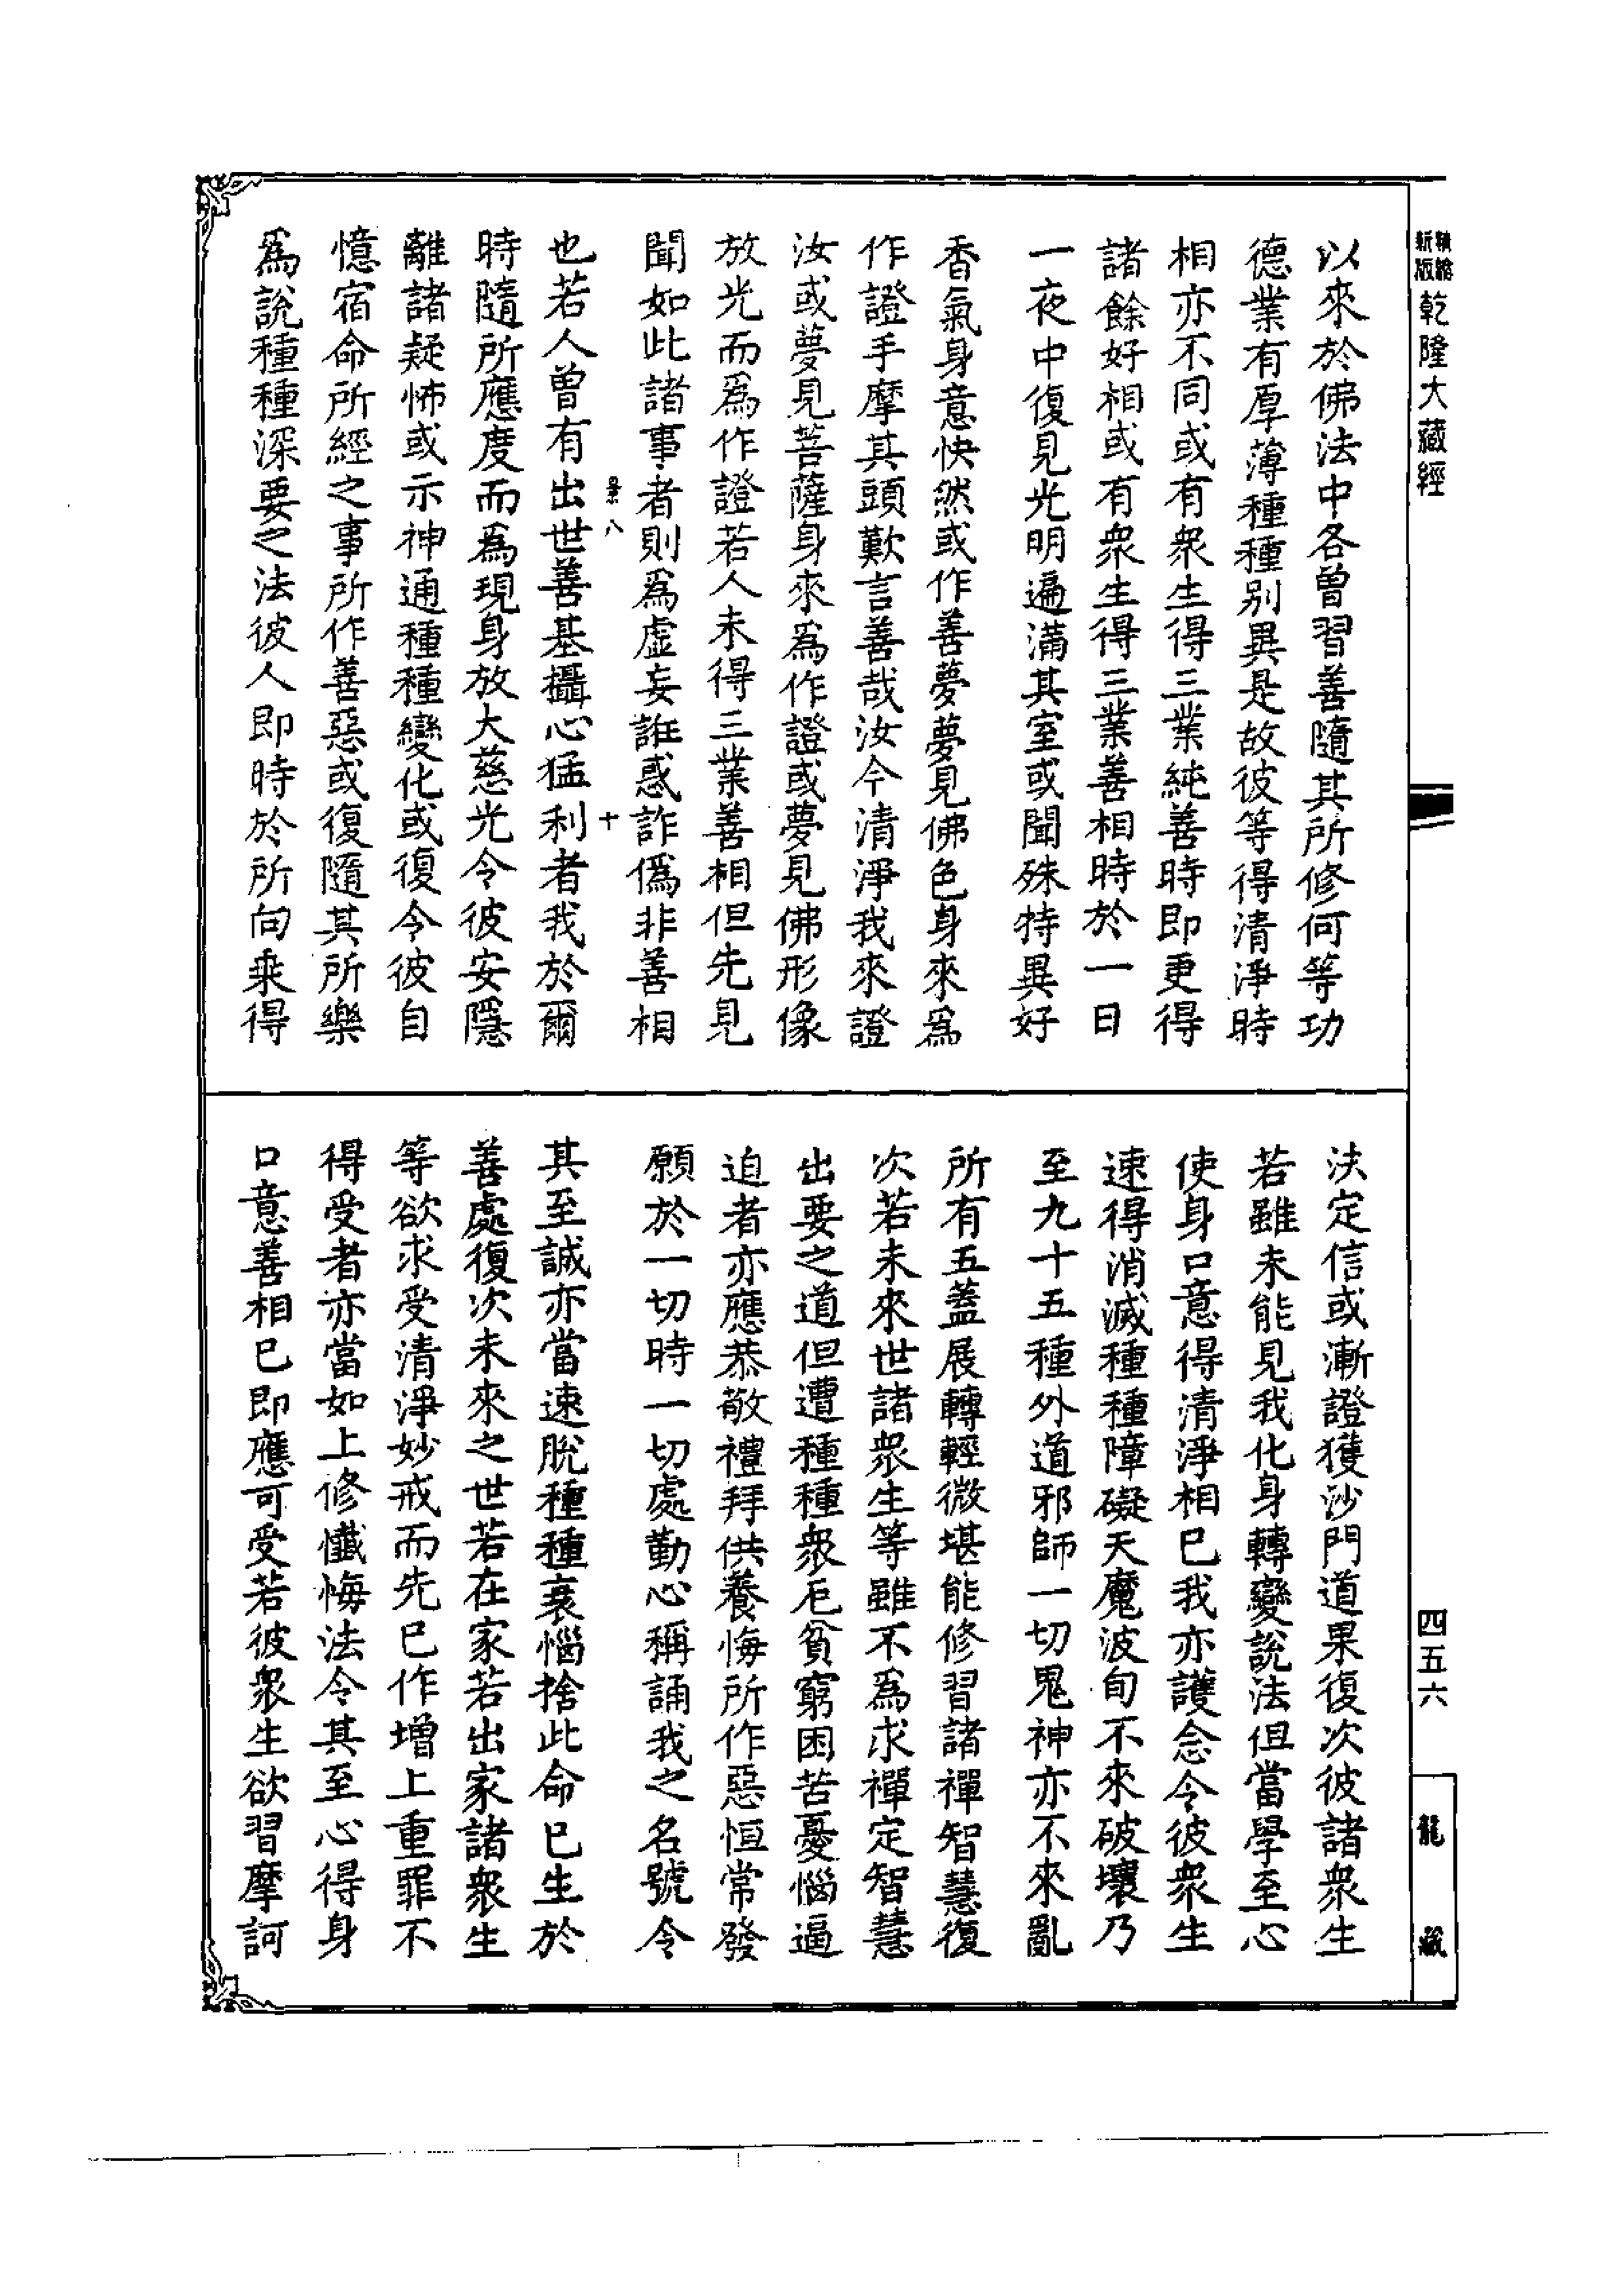 新版
精縮
乾隆大藏經
以來於佛法中各曾習善隨其所修何等功
德業有厚薄種種別異是故彼等得清淨時
相亦不同或有衆生得三業純善時即更得
諸餘好相或有衆生得三業善相時於一日
一夜中復見光明遍滿其室或聞殊特異好
香氣身意快然或作善夢夢見佛色身來爲
作證手摩其頭歎言善哉汝今清淨我來證
汝或夢見菩薩身來爲作證或夢見佛形像
放光而爲作證若人未得三業善相但先見
聞如此諸事者則爲虛妄誑惑詐僞非善相
景八
十
也若人曾有出世善基攝心猛利者我於爾
時隨所應度而爲現身放大慈光令彼安隱
離諸疑怖或示神通種種變化或復令彼自
憶宿命所經之事所作善惡或復隨其所樂
爲說種種深要之法彼人即時於所向乘得
法定信或漸證獲沙門道果復次彼諸衆生
若雖未能見我化身轉變說法但當學至心
使身口意得清淨相已我亦護念令彼衆生
速得消滅種種障礙天魔波旬不來破壞乃
至九十五種外道邪師一切鬼神亦不來亂
所有五蓋展轉輕微堪能修習諸禪智慧復
次若未來世諸衆生等雖不爲求禪定智慧
出要之道但遭種種衆厄貧窮困苦憂惱逼
迫者亦應恭敬禮拜供養悔所作惡恒常發
願於一切時一切處勤心稱誦我之名號令
其至誠亦當速脫種種衰惱捨此命已生於
善處復次未來之世若在家若出家諸衆生
等欲求受清淨妙戒而先已作增上重罪不
得受者亦當如上修懺悔法令其至心得身
口意善相已即應可受若彼衆生欲習摩訶
四五六
龍藏